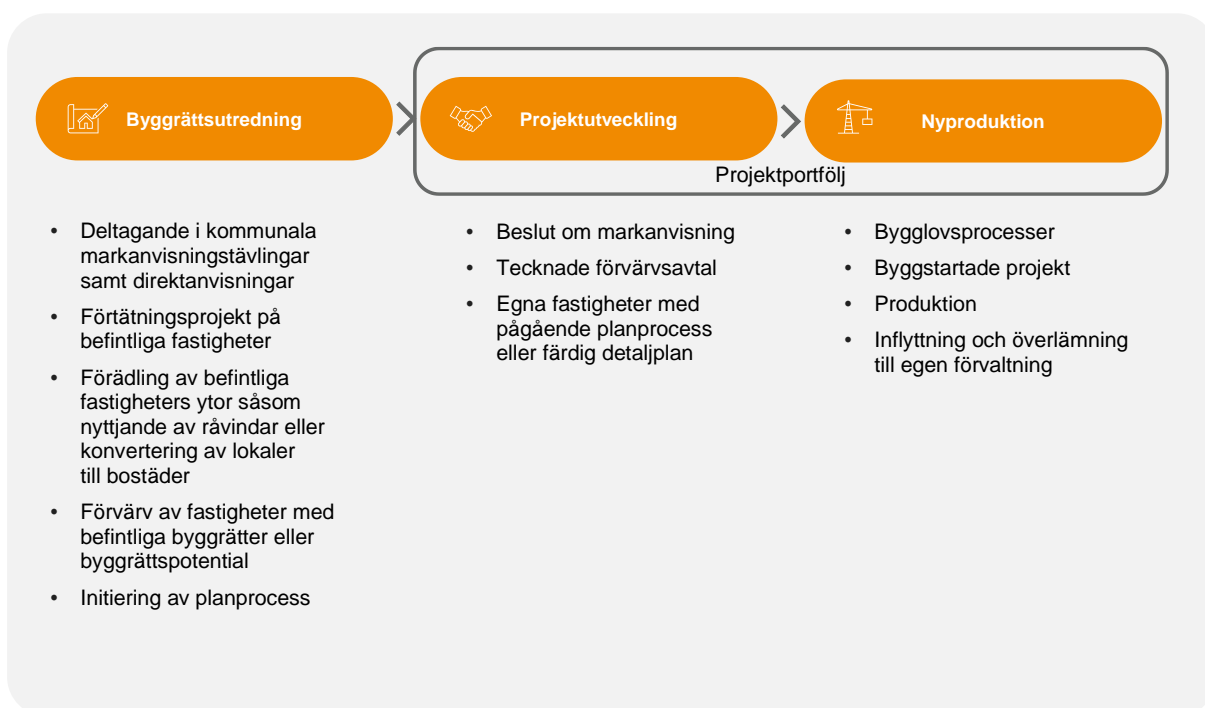 Byggrättsutredning
Projektutveckling
Nyproduktion
Projektportfölj
• Deltagande i kommunala
markanvisningstävlingar
samt direktanvisningar
• Förtätningsprojekt på
befintliga fastigheter
• Förädling av befintliga
fastigheters ytor såsom
nyttjande av råvindar eller
konvertering av lokaler
till bostäder
• Förvärv av fastigheter med
befintliga byggrätter eller
byggrättspotential
• Initiering av planprocess
• Beslut om markanvisning
• Tecknade förvärvsavtal
• Egna fastigheter med
pågående planprocess
eller färdig detaljplan
• Bygglovsprocesser
• Byggstartade projekt
• Produktion
• Inflyttning och överlämning
till egen förvaltning